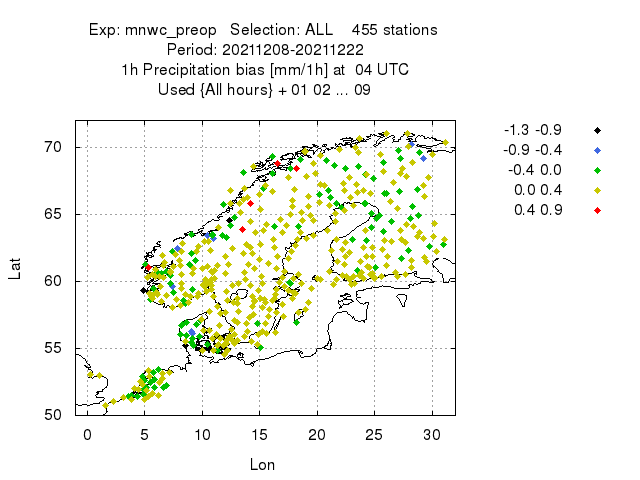 Exp: mnwc_preop   Selection: ALL    455 stations
Period: 20211208-20211222
1h Precipitation bias [mm/1h] at  04 UTC
Used {All hours} + 01 02 ... 09
-1.3 -0.9
-0.9 -0.4
-0.4 0.0
0.0 0.4
0.4 0.9
70
65
60
55
50
Lat
0 5 10 15 20 25 30
Lon